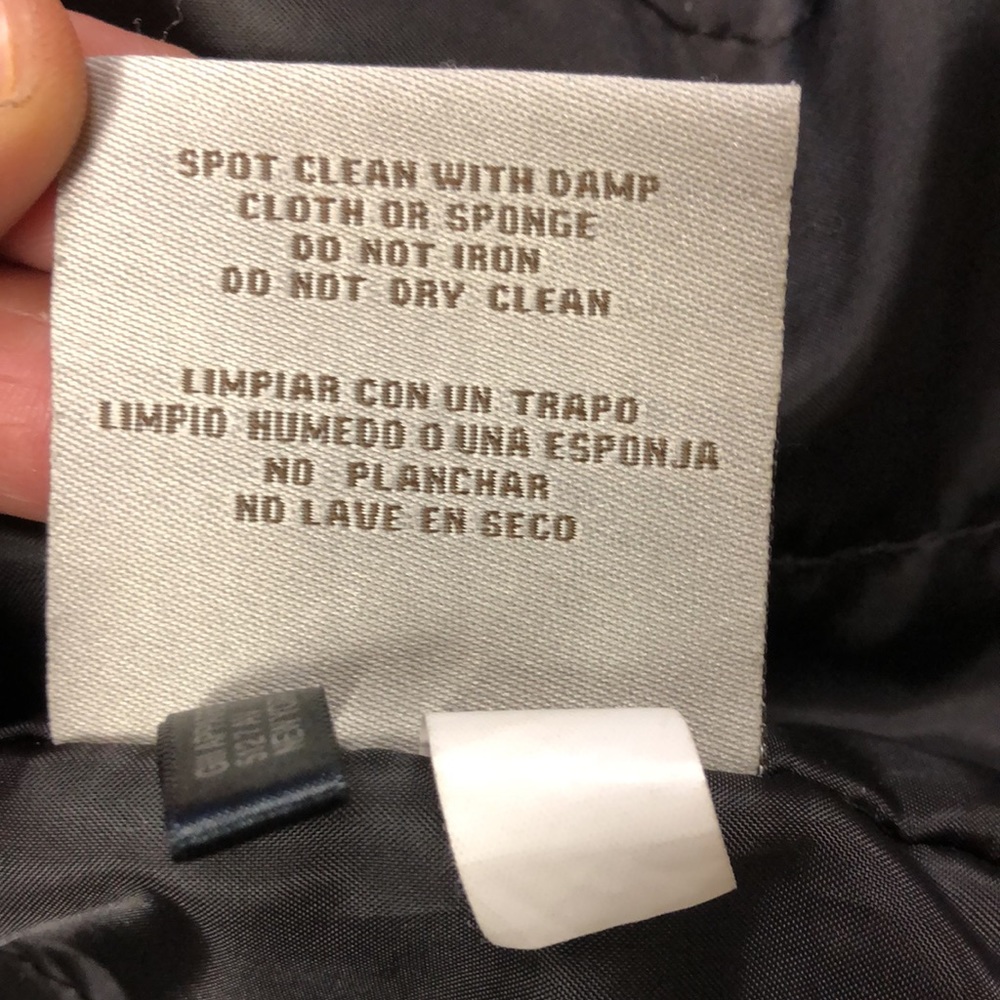 SPOT CLEAN WITH DAMP
CLOTH OR SPONGE
DO NOT IRON
DO NOT DRY CLEAN
LIMPIAR CON UN TRAPO
LIMPIO HUMEDO O UNA ESPONJA
NO PLANCHAR
NO LAVE EN SECO
512